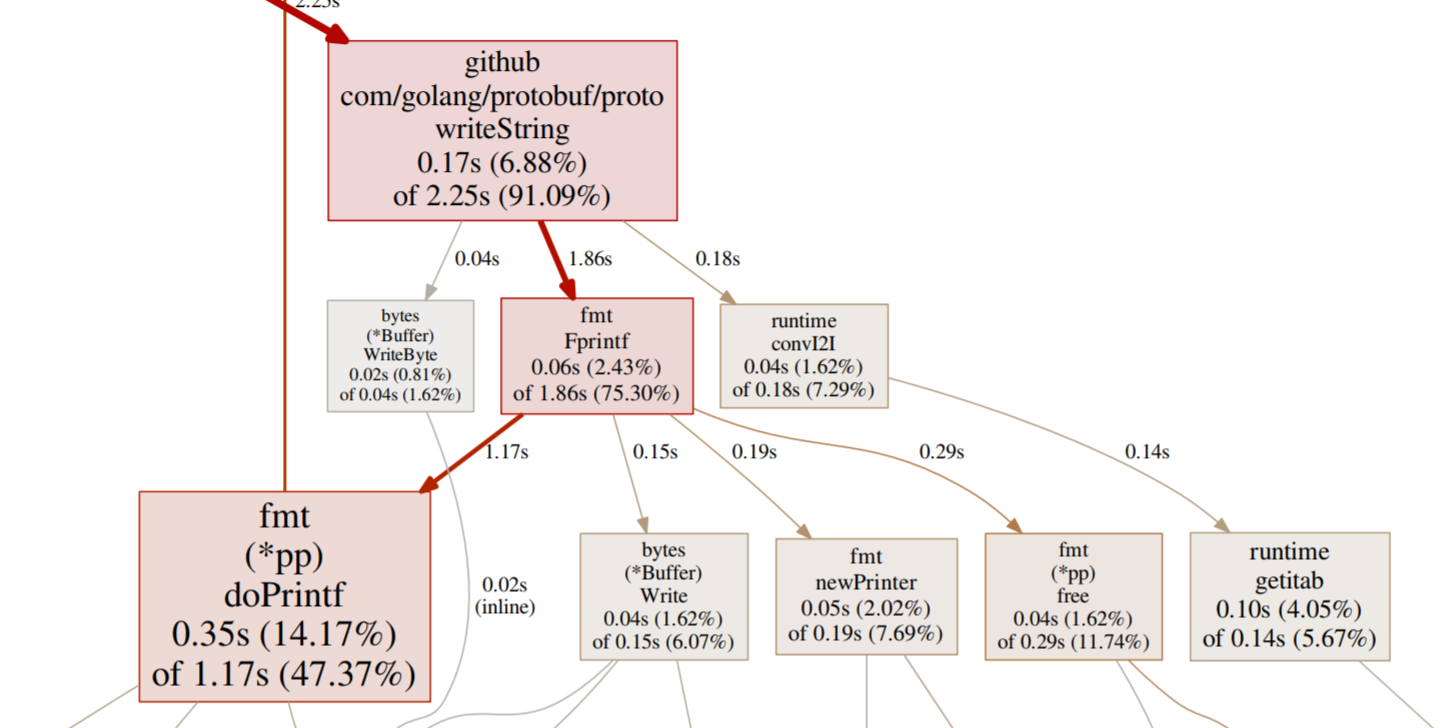 2.25s
github
com/golang/protobuf/proto
writeString
0.17s (6.88%)
of 2.25s (91.09%)
0.04s
1.86s
0.18s
bytes
(*Buffer)
WriteByte
0.02s (0.81%)
of 0.04s (1.62%)
fmt
Fprintf
0.06s (2.43%)
of 1.86s (75.30%)
runtime
convI2I
0.04s (1.62%)
of 0.18s (7.29%)
1.17s
0.15s
0.19s
0.29s
0.14s
fmt
(*pp)
doPrintf
0.35s (14.17%)
of 1.17s (47.37%)
0.02s
(inline)
bytes
(*Buffer)
Write
0.04s (1.62%)
of 0.15s (6.07%)
fmt
newPrinter
0.05s (2.02%)
of 0.19s (7.69%)
fmt
(*pp)
free
0.04s (1.62%)
of 0.29s (11.74%)
runtime
getitab
0.10s (4.05%)
of 0.14s (5.67%)